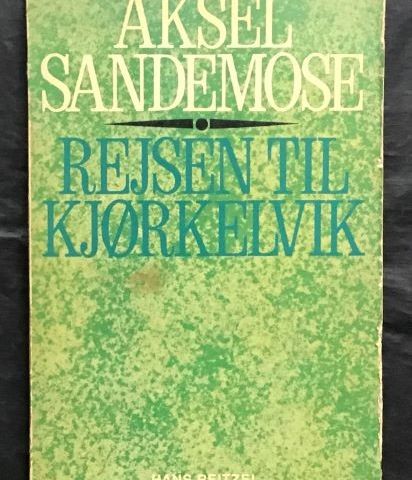 AKSEL
SANDEMOSE
REJSEN TIL
KJØRKELVIK
HANS REITZEL